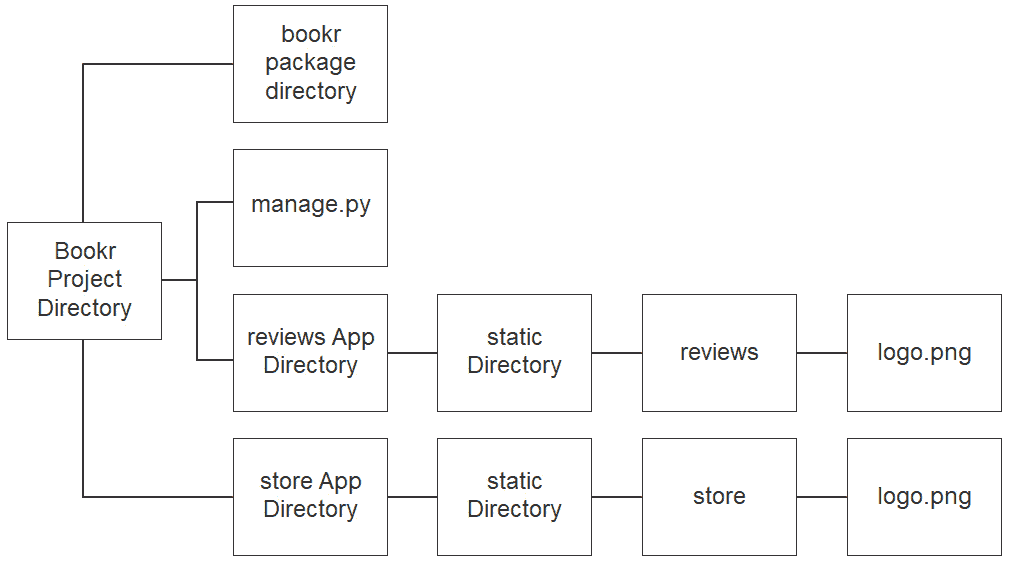 bookr
package
directory
manage.py
Bookr
Project
Directory
reviews App
Directory
static
Directory
reviews
logo.png
store App
Directory
static
Directory
store
logo.png